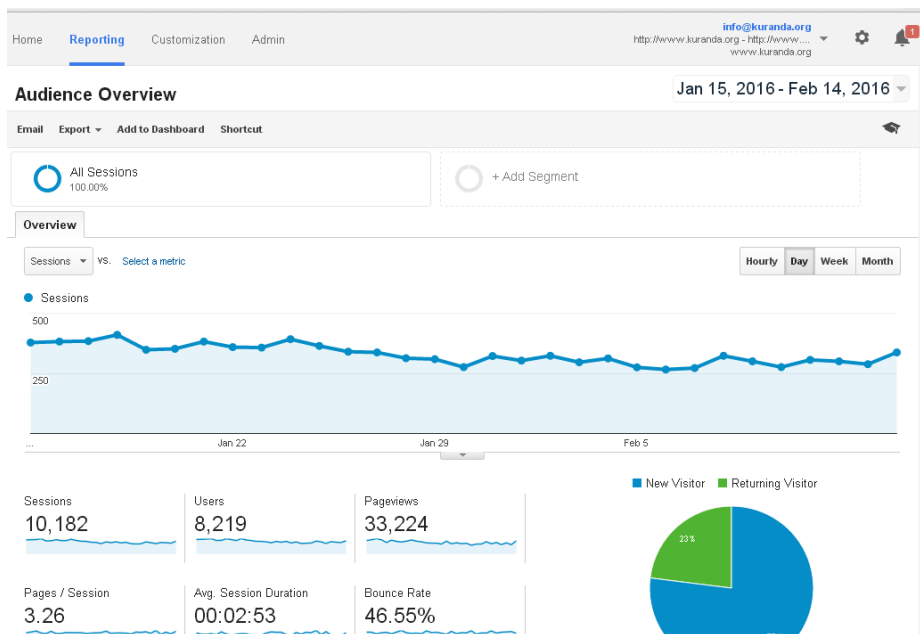 Home Reporting Customization Admin
info@kuranda.org
http://www.kuranda.org - http://www....
www.kuranda.org
1
Audience Overview
Jan 15, 2016 - Feb 14, 2016
Email Export Add to Dashboard Shortcut
All Sessions
100.00%
+ Add Segment
Overview
Sessions VS. Select a metric
Hourly Day Week Month
Sessions
500
250
... Jan 22 Jan 29 Feb 5
New Visitor Returning Visitor
Sessions Users Pageviews
10,182 8,219 33,224
23%
Pages / Session Avg. Session Duration Bounce Rate
3.26 00:02:53 46.55%